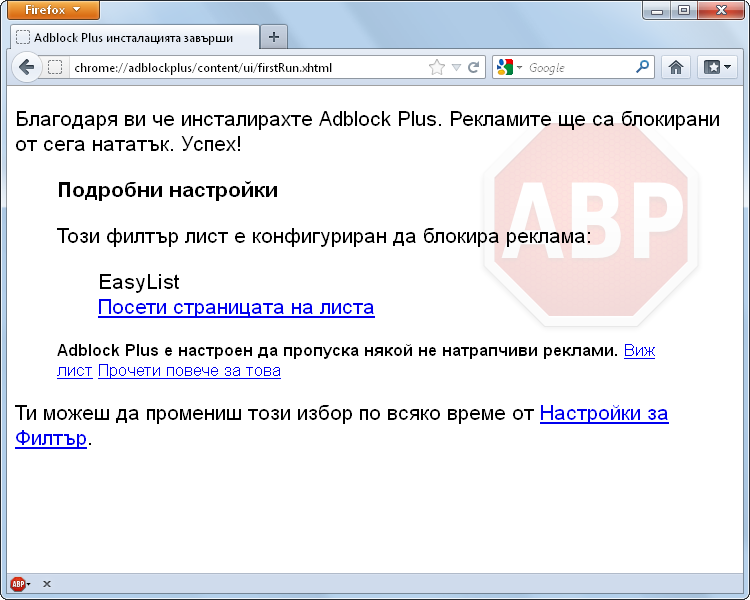 Firefox
Adblock Plus инсталацията завърши
chrome://adblockplus/content/ui/firstRun.xhtml
Google
Благодаря ви че инсталирахте Adblock Plus. Рекламите ще са блокирани
от сега нататък. Успех!
Подробни настройки
Този филтър лист е конфигуриран да блокира реклама:
EasyList
Посети страницата на листа
ABP
Adblock Plus е настроен да пропуска някой не натрапчиви реклами. Виж
лист Прочети повече за това
Ти можеш да промениш този избор по всяко време от Настройки за
Филтър.
ABP